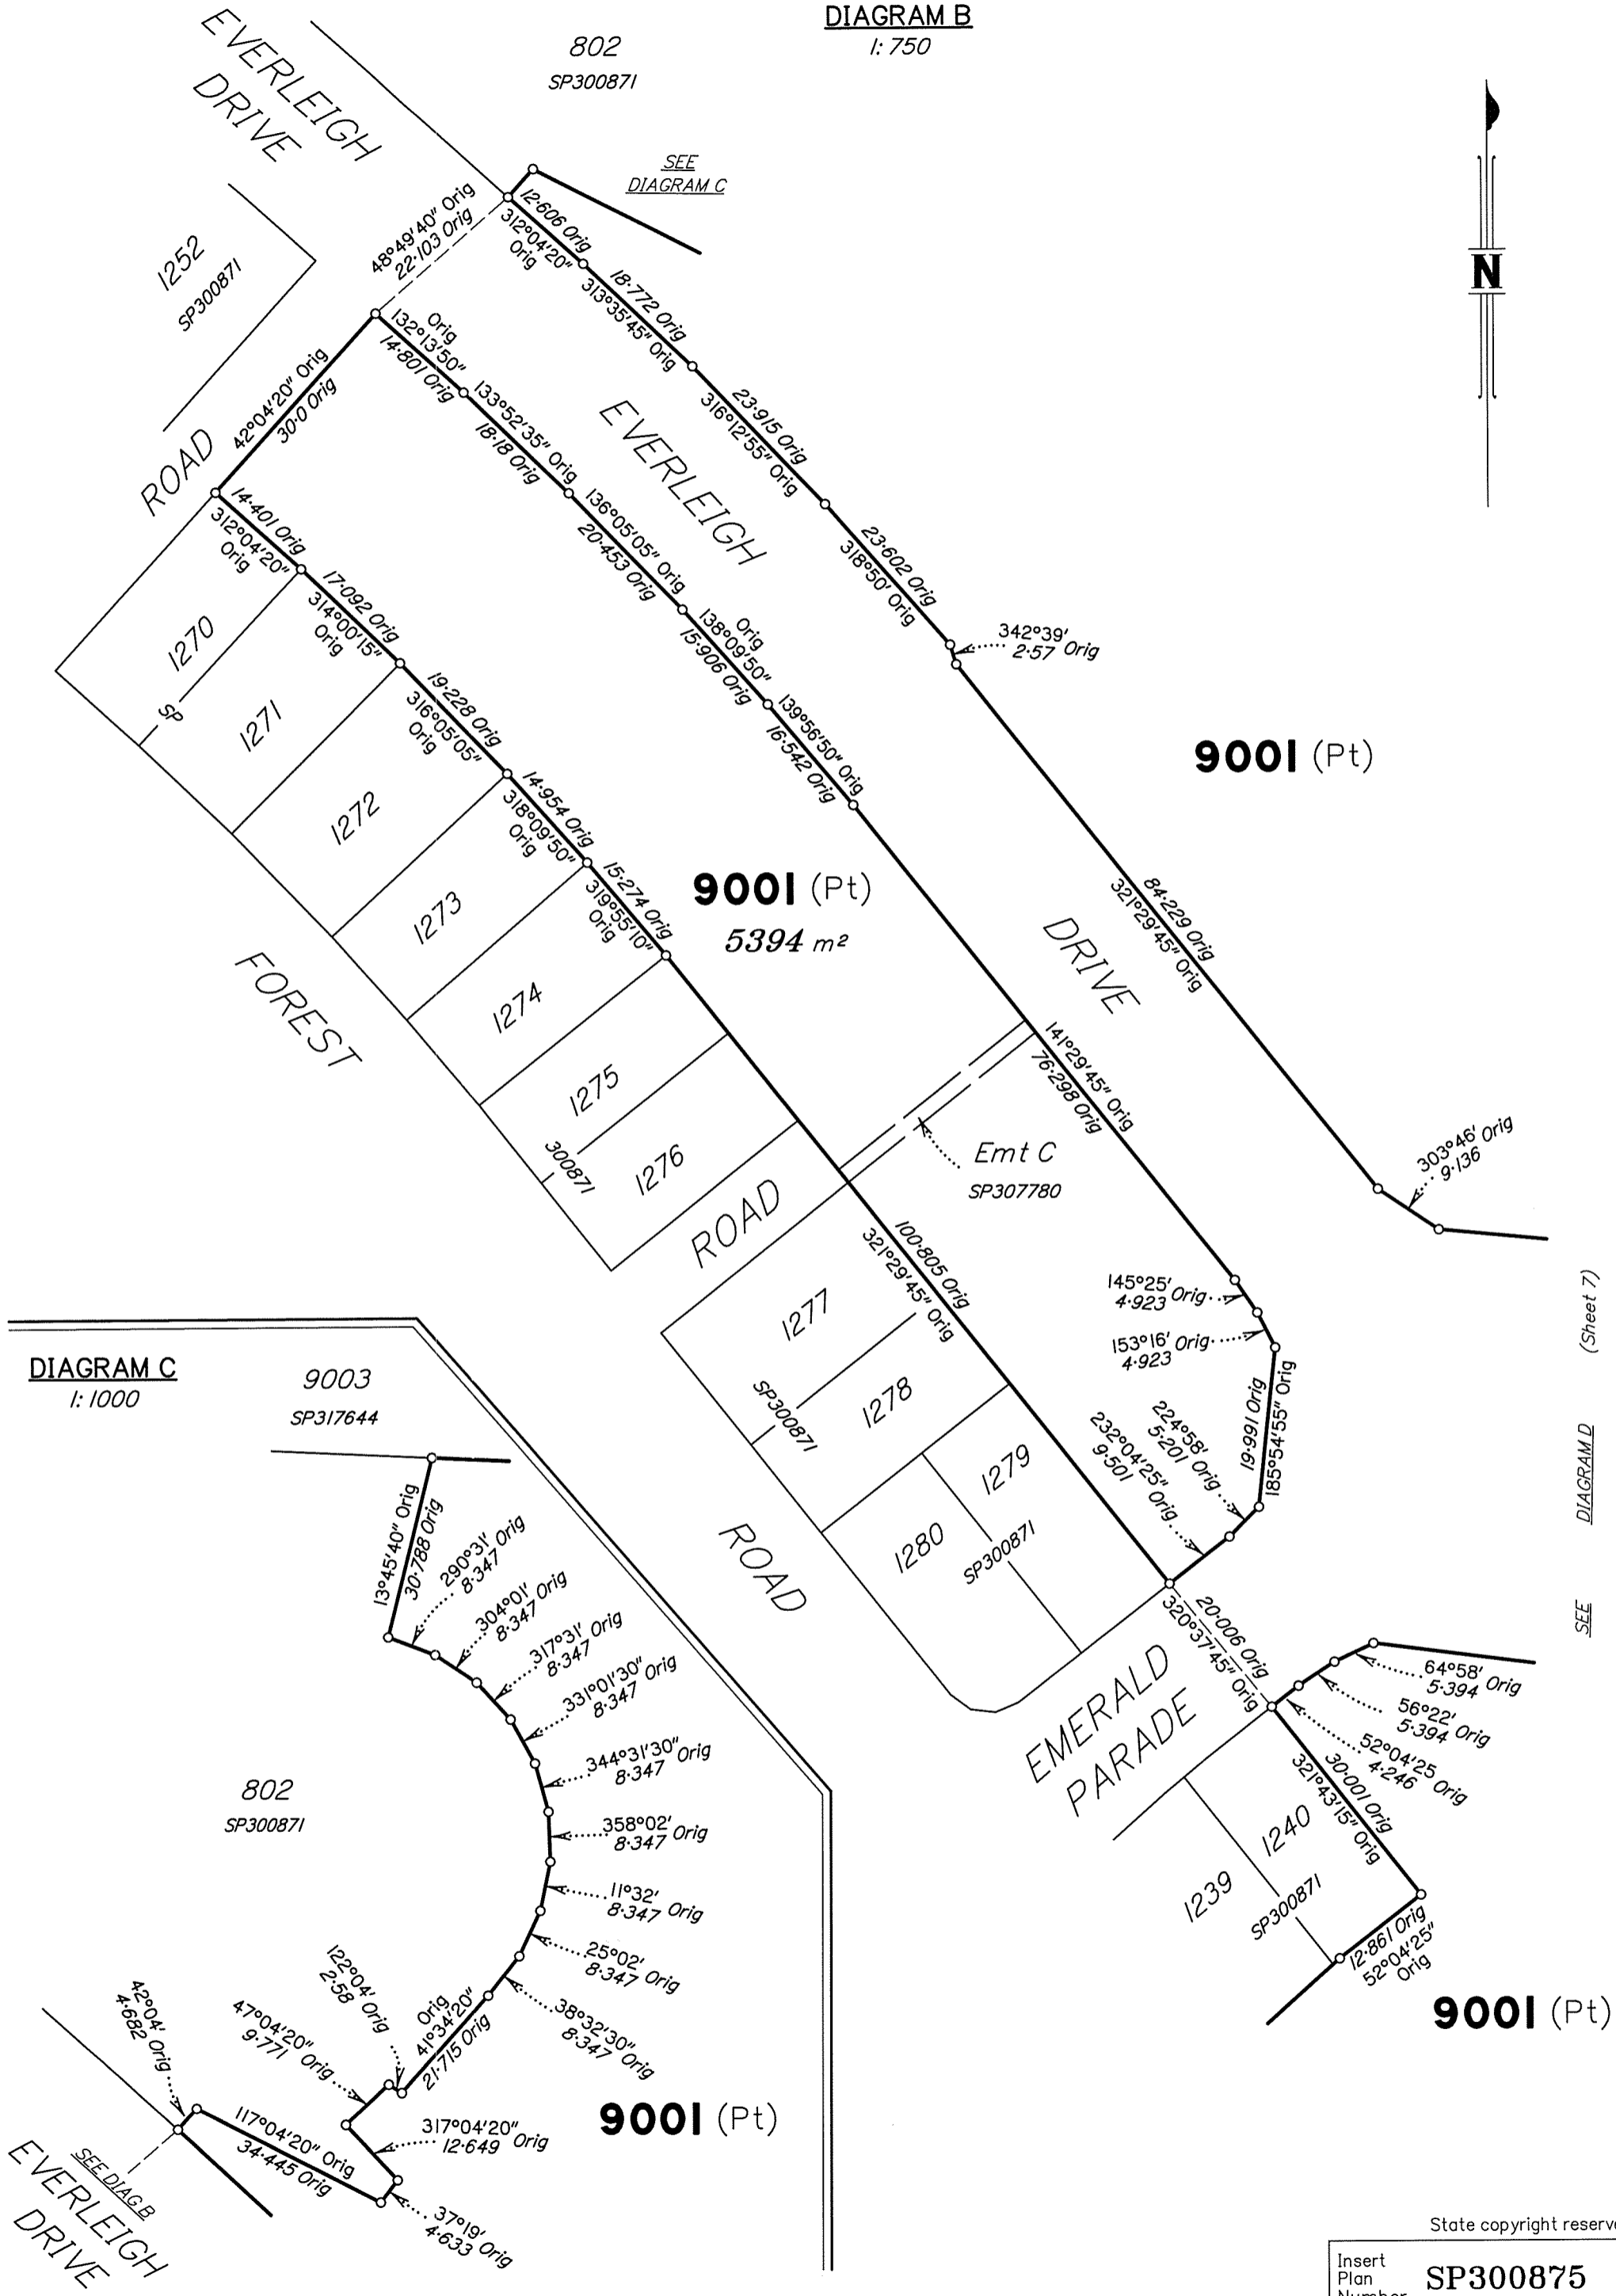 DIAGRAM B
1: 750
EVERLEIGH
DRIVE
802
SP300871
SEE
DIAGRAM C
N
1252
SP300871
48°49'40" Orig
22·103 Orig
12·606 Orig
312°04'20"
Orig
18·772 Orig
313°35'45" Orig
23·915 Orig
316°12'55" Orig
23·602 Orig
318°50' Orig
342°39'
2·57 Orig
84·229 Orig
321°29'45" Orig
303°46' Orig
9·136
42°04'20" Orig
30·0 Orig
ROAD
Orig
132°13'50"
14·801 Orig
133°52'35" Orig
18·18 Orig
136°05'05" Orig
20·453 Orig
Orig
138°09'50"
15·906 Orig
139°56'50" Orig
16·542 Orig
EVERLEIGH
DRIVE
141°29'45" Orig
76·298 Orig
14·401 Orig
312°04'20"
Orig
17·092 Orig
314°00'15"
Orig
19·228 Orig
316°05'05"
Orig
14·954 Orig
318°09'50"
Orig
15·274 Orig
319°55'10"
Orig
1270
SP
1271
1272
1273
1274
1275
300871
1276
9001 (Pt)
5394 m²
9001 (Pt)
FOREST
ROAD
Emt C
SP307780
100·805 Orig
321°29'45" Orig
145°25' Orig
4·923
153°16' Orig
4·923
19·991 Orig
185°54'55" Orig
224°58'
5·201 Orig
232°04'25"
9·501 Orig
1277
SP300871
1278
1279
1280
SP300871
ROAD
EMERALD
PARADE
20·006 Orig
320°37'45" Orig
64°58' Orig
5·394
56°22' Orig
5·394
52°04'25 Orig
4·246
30·001 Orig
321°43'15" Orig
1240
1239
SP300871
12·861 Orig
52°04'25"
Orig
9001 (Pt)
SEE DIAGRAM D (Sheet 7)
DIAGRAM C
1: 1000
9003
SP317644
13°45'40" Orig
30·788 Orig
290°31' Orig
8·347
304°01' Orig
8·347
317°31' Orig
8·347
331°01'30" Orig
8·347
344°31'30" Orig
8·347
358°02' Orig
8·347
11°32' Orig
8·347
25°02' Orig
8·347
38°32'30" Orig
8·347
802
SP300871
Orig
41°34'20"
21·715 Orig
122°04' Orig
2·58
47°04'20" Orig
9·771
42°04' Orig
4·682
117°04'20" Orig
34·445 Orig
317°04'20" Orig
12·649
37°19' Orig
4·633
9001 (Pt)
SEE DIAG B
EVERLEIGH
DRIVE
State copyright reserve
Insert
Plan
Number
SP300875